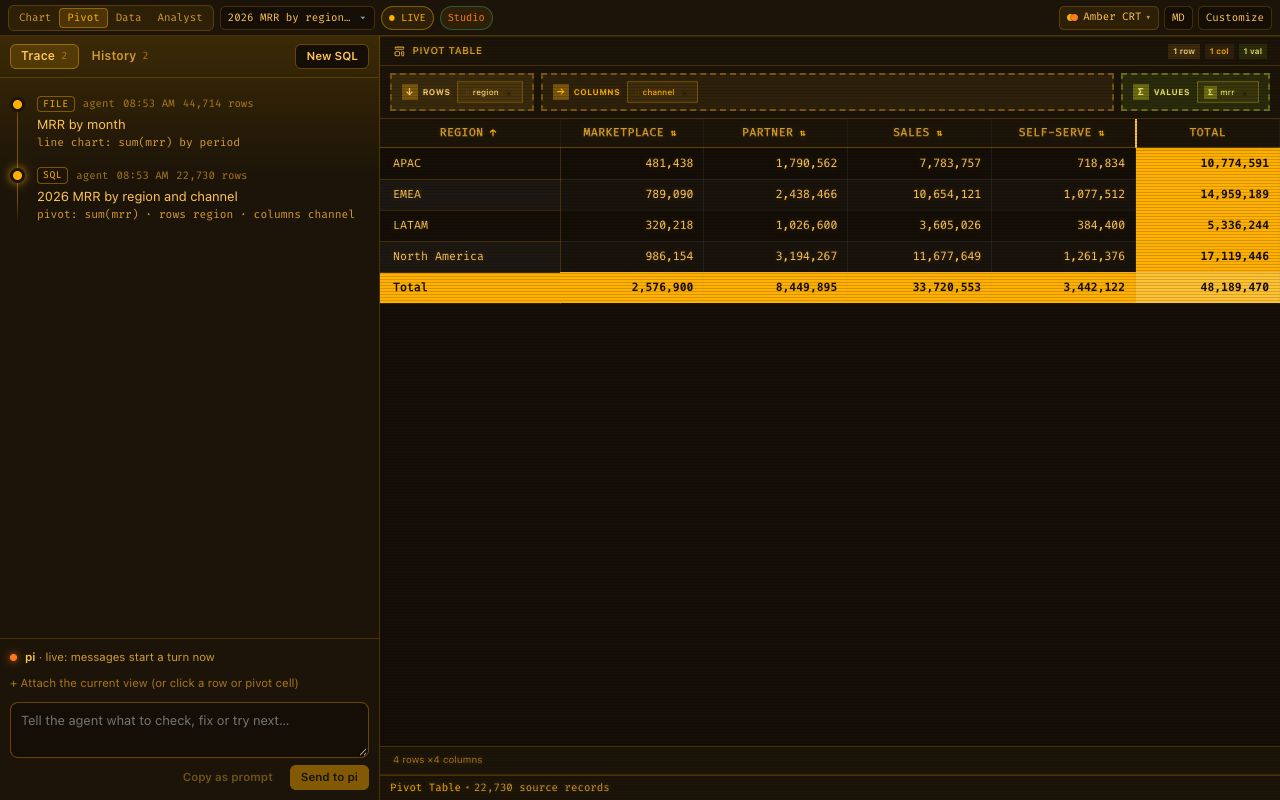 Chart Pivot Data Analyst 2026 MRR by region… LIVE Studio Amber CRT MD Customize
Trace 2 History 2 New SQL
FILE agent 08:53 AM 44,714 rows
MRR by month
line chart: sum(mrr) by period
SQL agent 08:53 AM 22,730 rows
2026 MRR by region and channel
pivot: sum(mrr) · rows region · columns channel
pi · live: messages start a turn now
+ Attach the current view (or click a row or pivot cell)
Tell the agent what to check, fix or try next…
Copy as prompt Send to pi
PIVOT TABLE 1 row 1 col 1 val
↓ ROWS region → COLUMNS channel Σ VALUES Σ mrr
REGION ↑ MARKETPLACE ⇅ PARTNER ⇅ SALES ⇅ SELF-SERVE ⇅ TOTAL
APAC 481,438 1,790,562 7,783,757 718,834 10,774,591
EMEA 789,090 2,438,466 10,654,121 1,077,512 14,959,189
LATAM 320,218 1,026,600 3,605,026 384,400 5,336,244
North America 986,154 3,194,267 11,677,649 1,261,376 17,119,446
Total 2,576,900 8,449,895 33,720,553 3,442,122 48,189,470
4 rows ×4 columns
Pivot Table • 22,730 source records